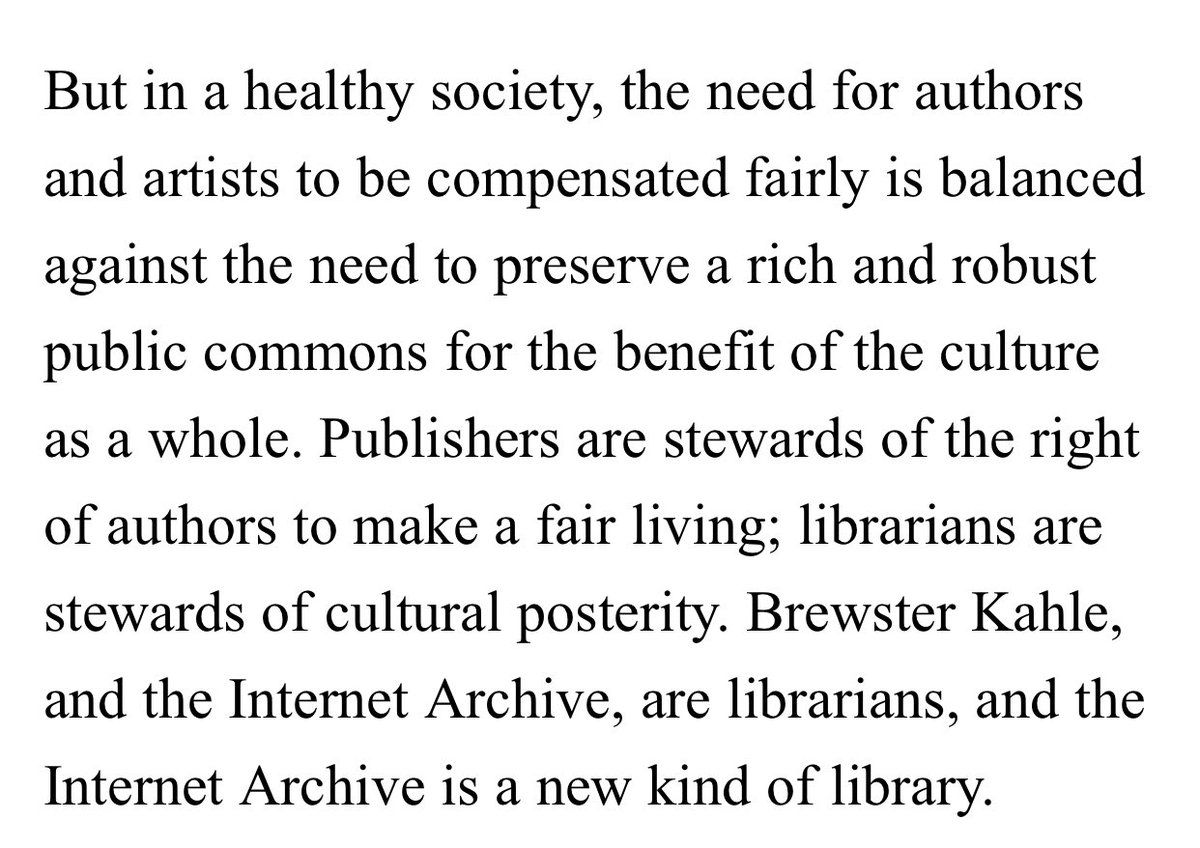 But in a healthy society, the need for authors
and artists to be compensated fairly is balanced
against the need to preserve a rich and robust
public commons for the benefit of the culture
as a whole. Publishers are stewards of the right
of authors to make a fair living; librarians are
stewards of cultural posterity. Brewster Kahle,
and the Internet Archive, are librarians, and the
Internet Archive is a new kind of library.